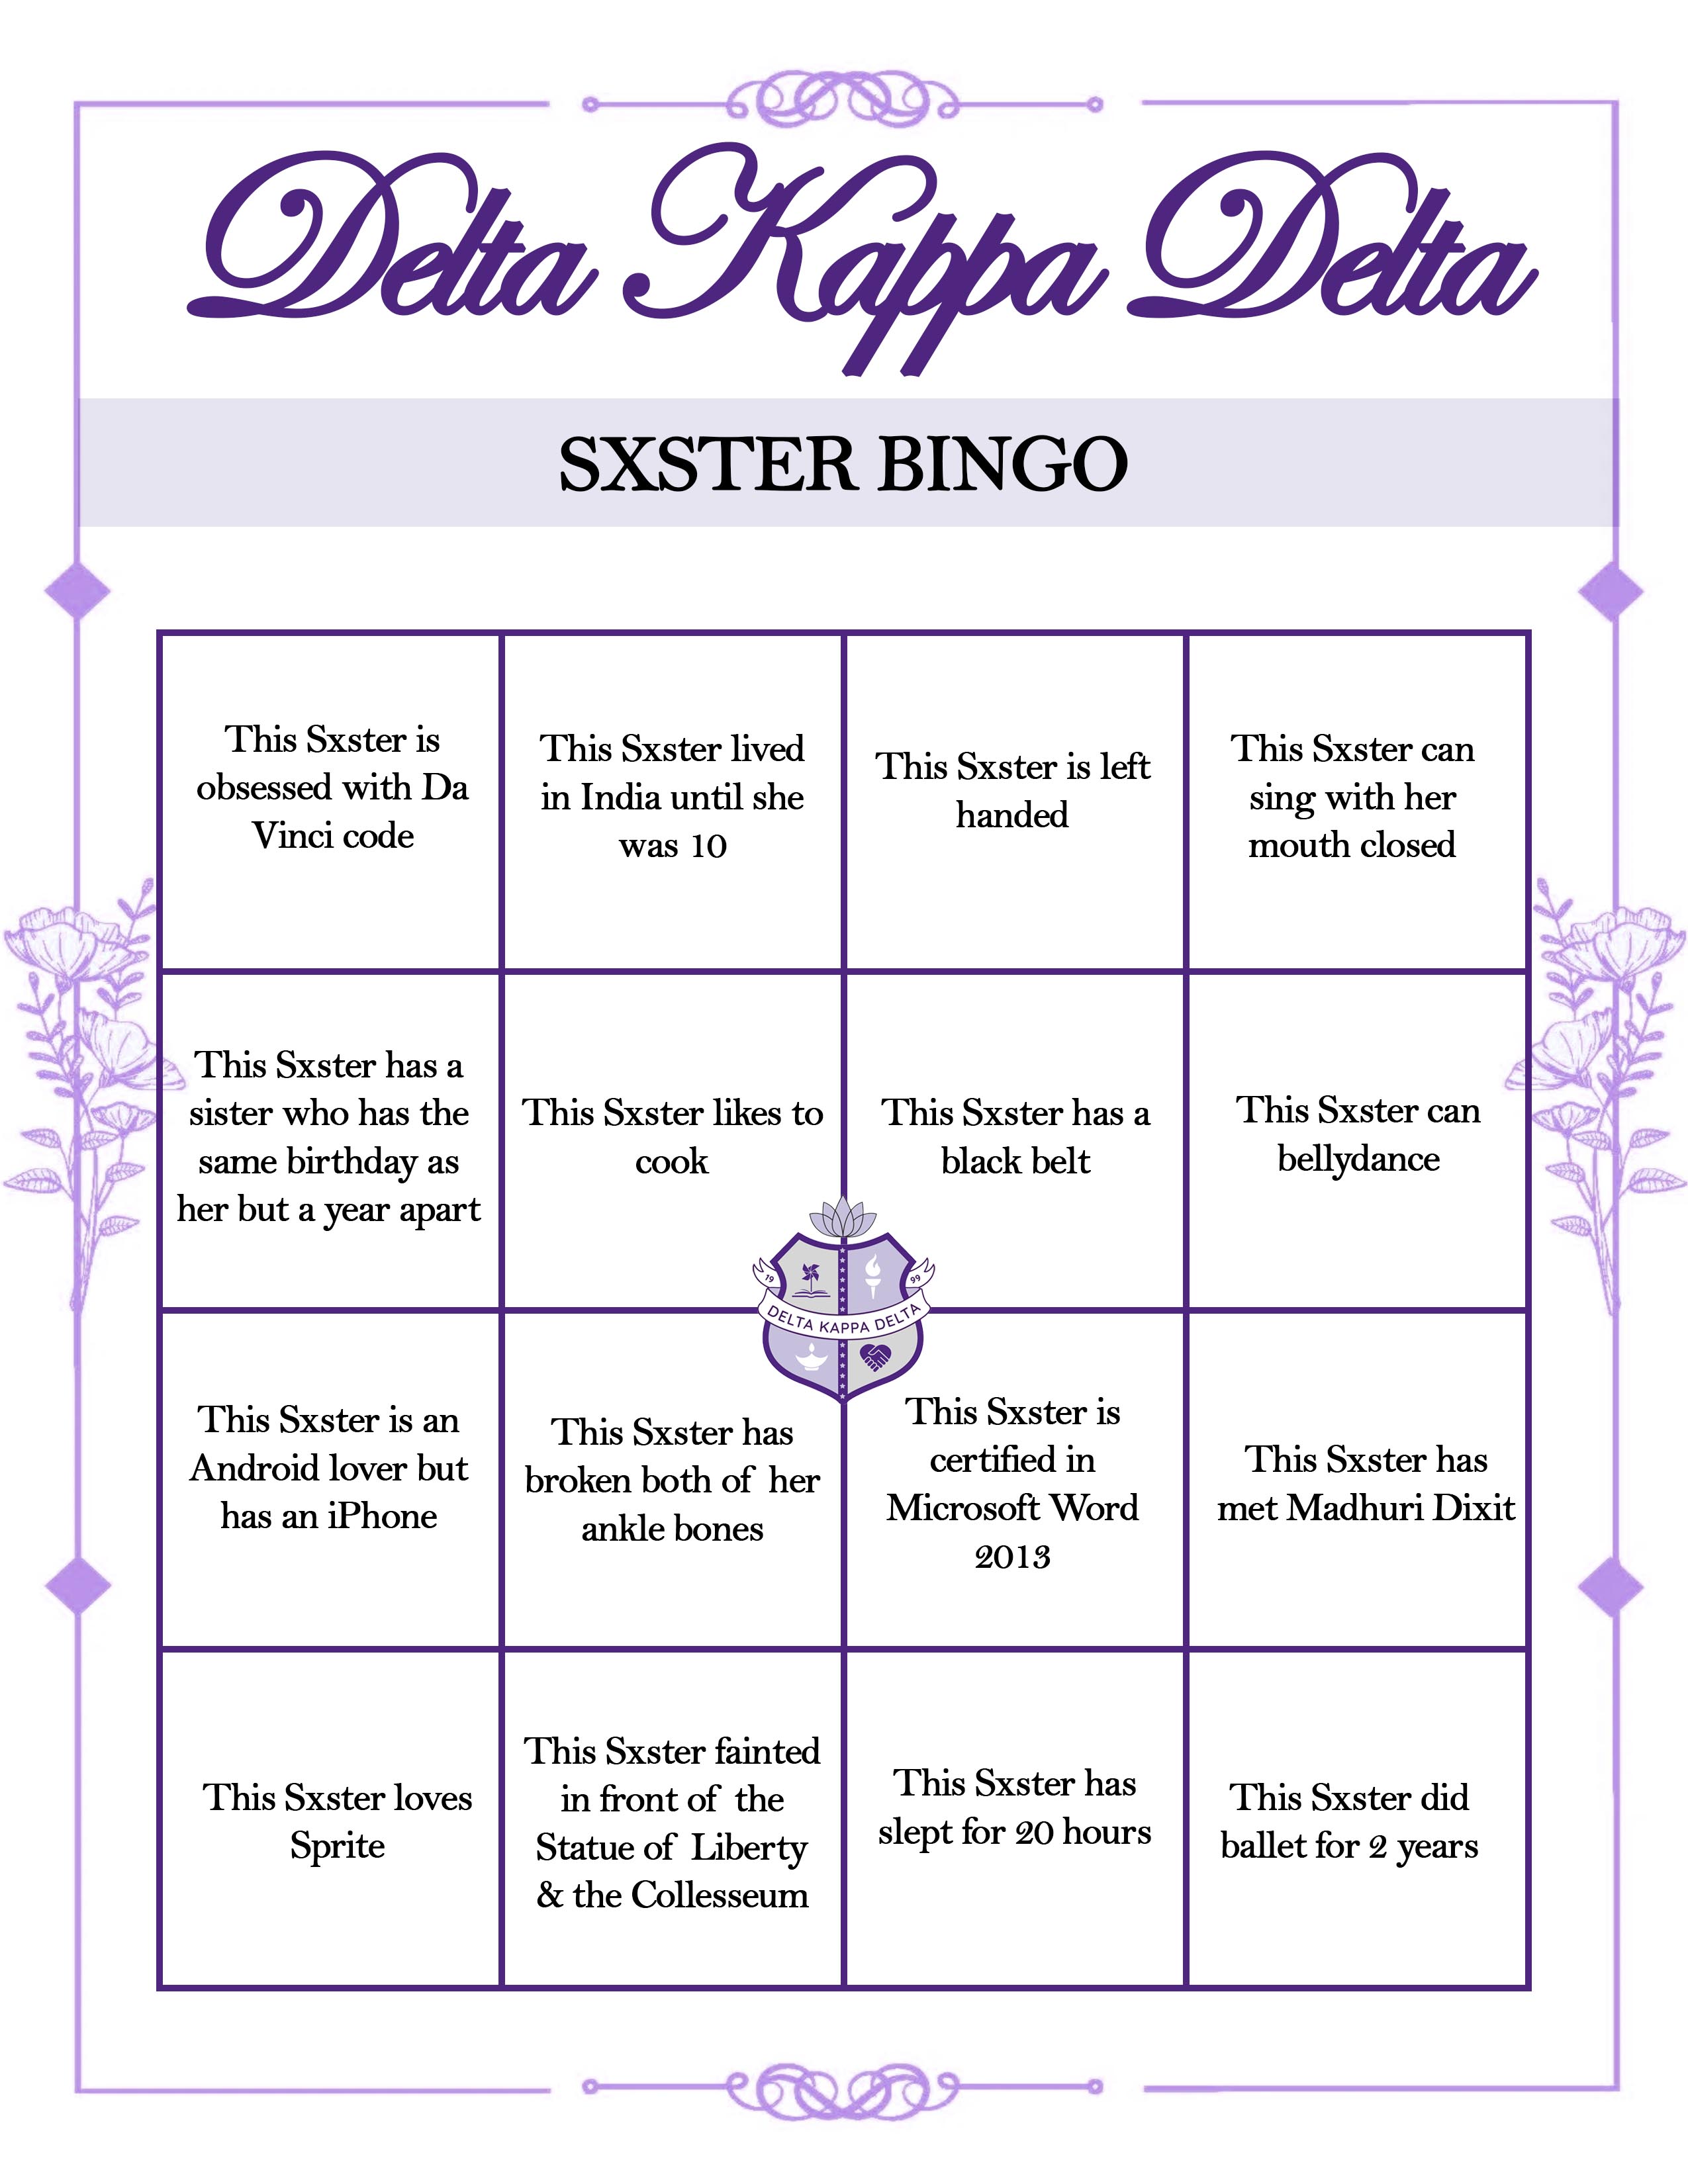 Delta Kappa Delta
SXSTER BINGO
This Sxster is
obsessed with Da
Vinci code
This Sxster lived
in India until she
was 10
This Sxster is left
handed
This Sxster can
sing with her
mouth closed
This Sxster has a
sister who has the
same birthday as
her but a year apart
This Sxster likes to
cook
This Sxster has a
black belt
This Sxster can
bellydance
19
99
DELTA KAPPA DELTA
This Sxster is an
Android lover but
has an iPhone
This Sxster has
broken both of her
ankle bones
This Sxster is
certified in
Microsoft Word
2013
This Sxster has
met Madhuri Dixit
This Sxster loves
Sprite
This Sxster fainted
in front of the
Statue of Liberty
& the Collesseum
This Sxster has
slept for 20 hours
This Sxster did
ballet for 2 years